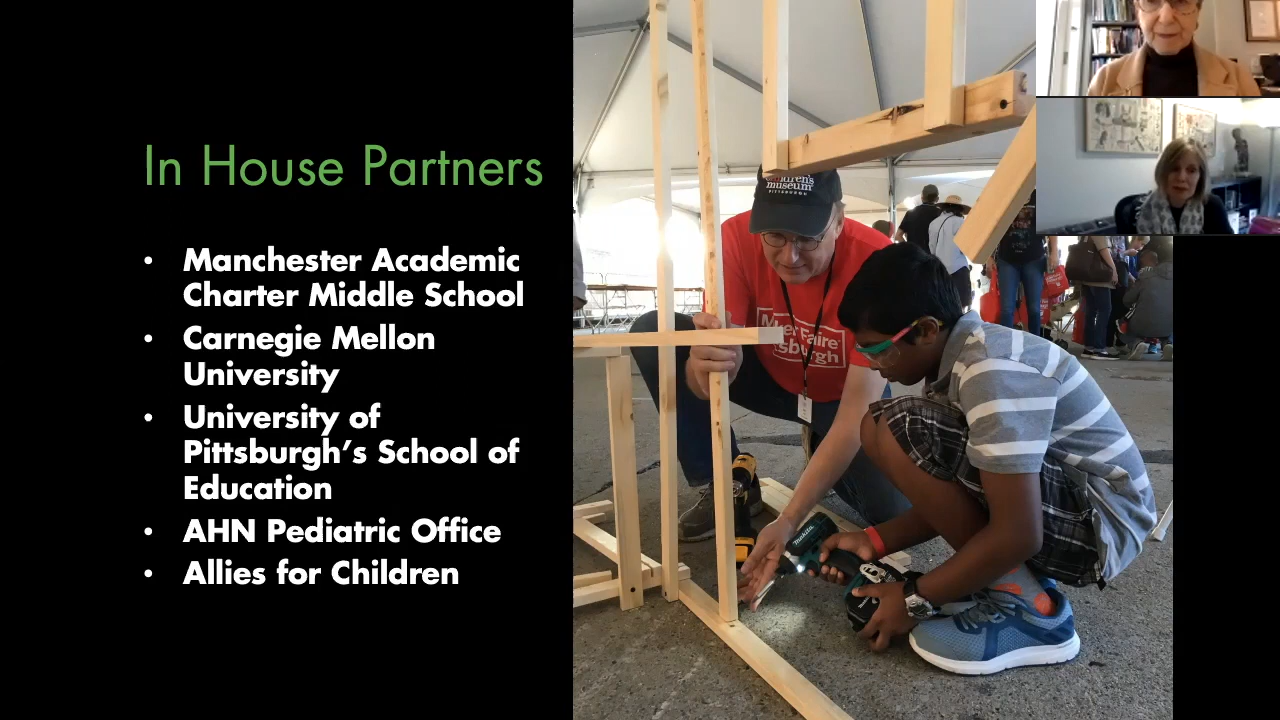 In House Partners
• Manchester Academic
Charter Middle School
• Carnegie Mellon
University
• University of
Pittsburgh’s School of
Education
• AHN Pediatric Office
• Allies for Children
children's
museum
PITTSBURGH
Maker Faire
makita